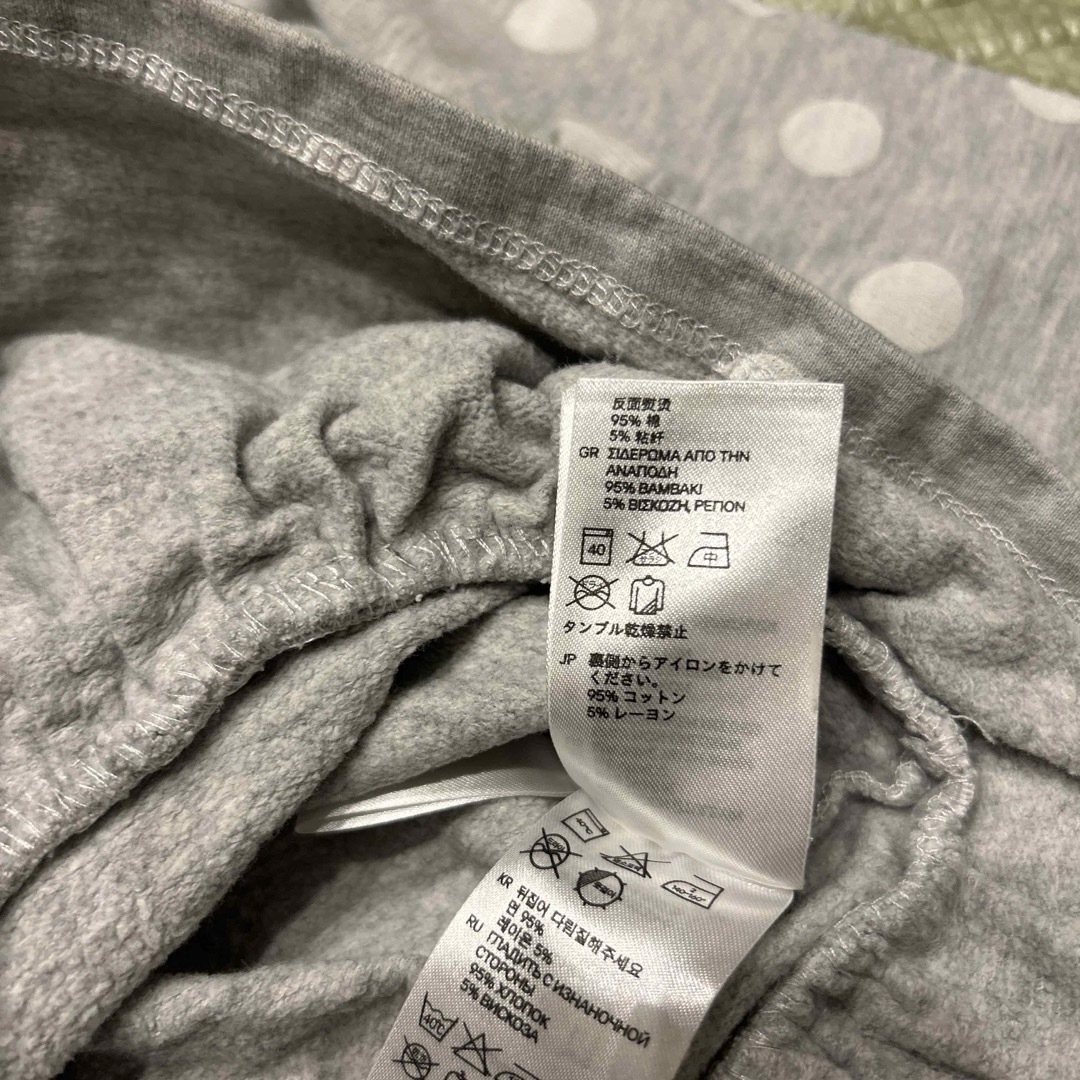 反面熨烫
95% 棉
5% 粘纤
GR ΣΙΔΕΡΩΜΑ ΑΠΟ ΤΗΝ
ΑΝΑΠΟΔΗ
95% ΒΑΜΒΑΚΙ
5% ΒΙΣΚΟΖΗ, ΡΕΓΙΟΝ
40 中
タンブル乾燥禁止
JP 裏側からアイロンをかけて
ください。
95% コットン
5% レーヨン
KR 뒤집어 다림질해주세요
면 95%
레이온 5%
RU ГЛАДИТЬ С ИЗНАНОЧНОЙ
СТОРОНЫ
95% ХЛОПОК
5% ВИСКОЗА
40°C